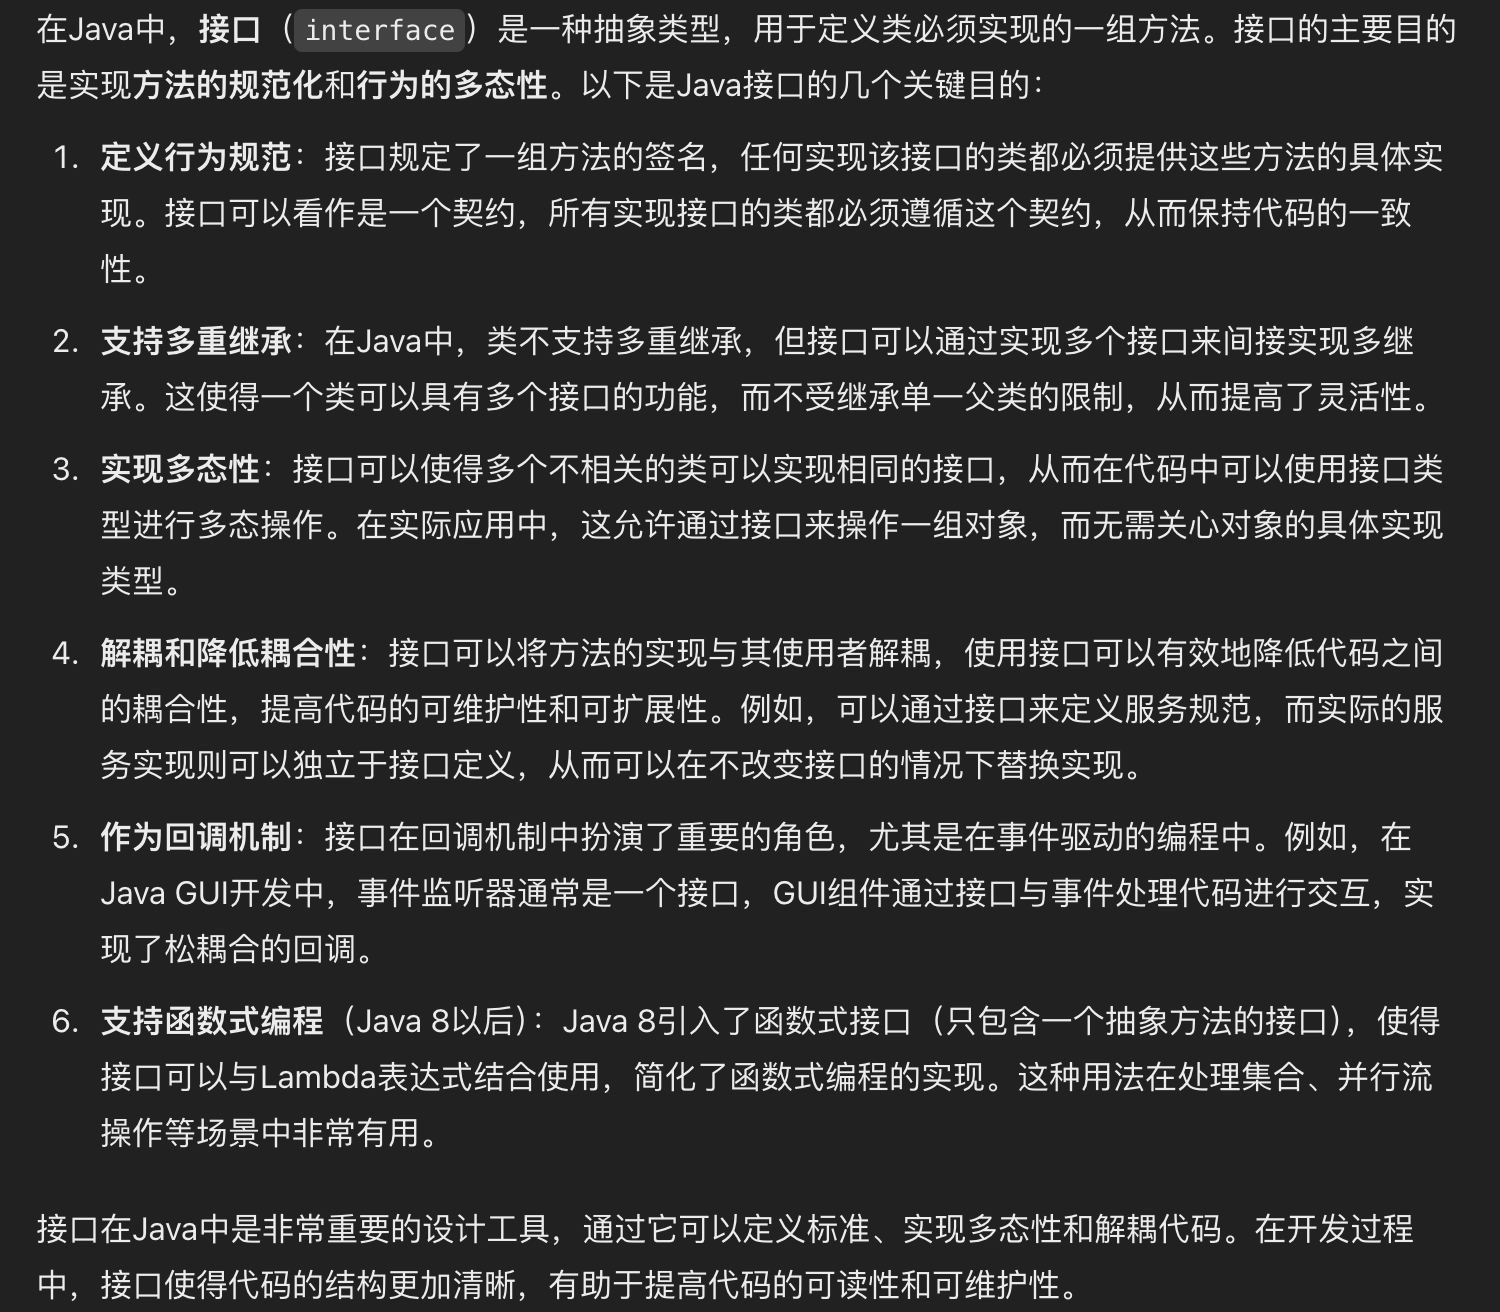 在Java中，接口（interface）是一种抽象类型，用于定义类必须实现的一组方法。接口的主要目的
是实现方法的规范化和行为的多态性。以下是Java接口的几个关键目的：
1. 定义行为规范：接口规定了一组方法的签名，任何实现该接口的类都必须提供这些方法的具体实
现。接口可以看作是一个契约，所有实现接口的类都必须遵循这个契约，从而保持代码的一致
性。
2. 支持多重继承：在Java中，类不支持多重继承，但接口可以通过实现多个接口来间接实现多继
承。这使得一个类可以具有多个接口的功能，而不受继承单一父类的限制，从而提高了灵活性。
3. 实现多态性：接口可以使得多个不相关的类可以实现相同的接口，从而在代码中可以使用接口类
型进行多态操作。在实际应用中，这允许通过接口来操作一组对象，而无需关心对象的具体实现
类型。
4. 解耦和降低耦合性：接口可以将方法的实现与其使用者解耦，使用接口可以有效地降低代码之间
的耦合性，提高代码的可维护性和可扩展性。例如，可以通过接口来定义服务规范，而实际的服
务实现则可以独立于接口定义，从而可以在不改变接口的情况下替换实现。
5. 作为回调机制：接口在回调机制中扮演了重要的角色，尤其是在事件驱动的编程中。例如，在
Java GUI开发中，事件监听器通常是一个接口，GUI组件通过接口与事件处理代码进行交互，实
现了松耦合的回调。
6. 支持函数式编程（Java 8以后）：Java 8引入了函数式接口（只包含一个抽象方法的接口），使得
接口可以与Lambda表达式结合使用，简化了函数式编程的实现。这种用法在处理集合、并行流
操作等场景中非常有用。
接口在Java中是非常重要的设计工具，通过它可以定义标准、实现多态性和解耦代码。在开发过程
中，接口使得代码的结构更加清晰，有助于提高代码的可读性和可维护性。